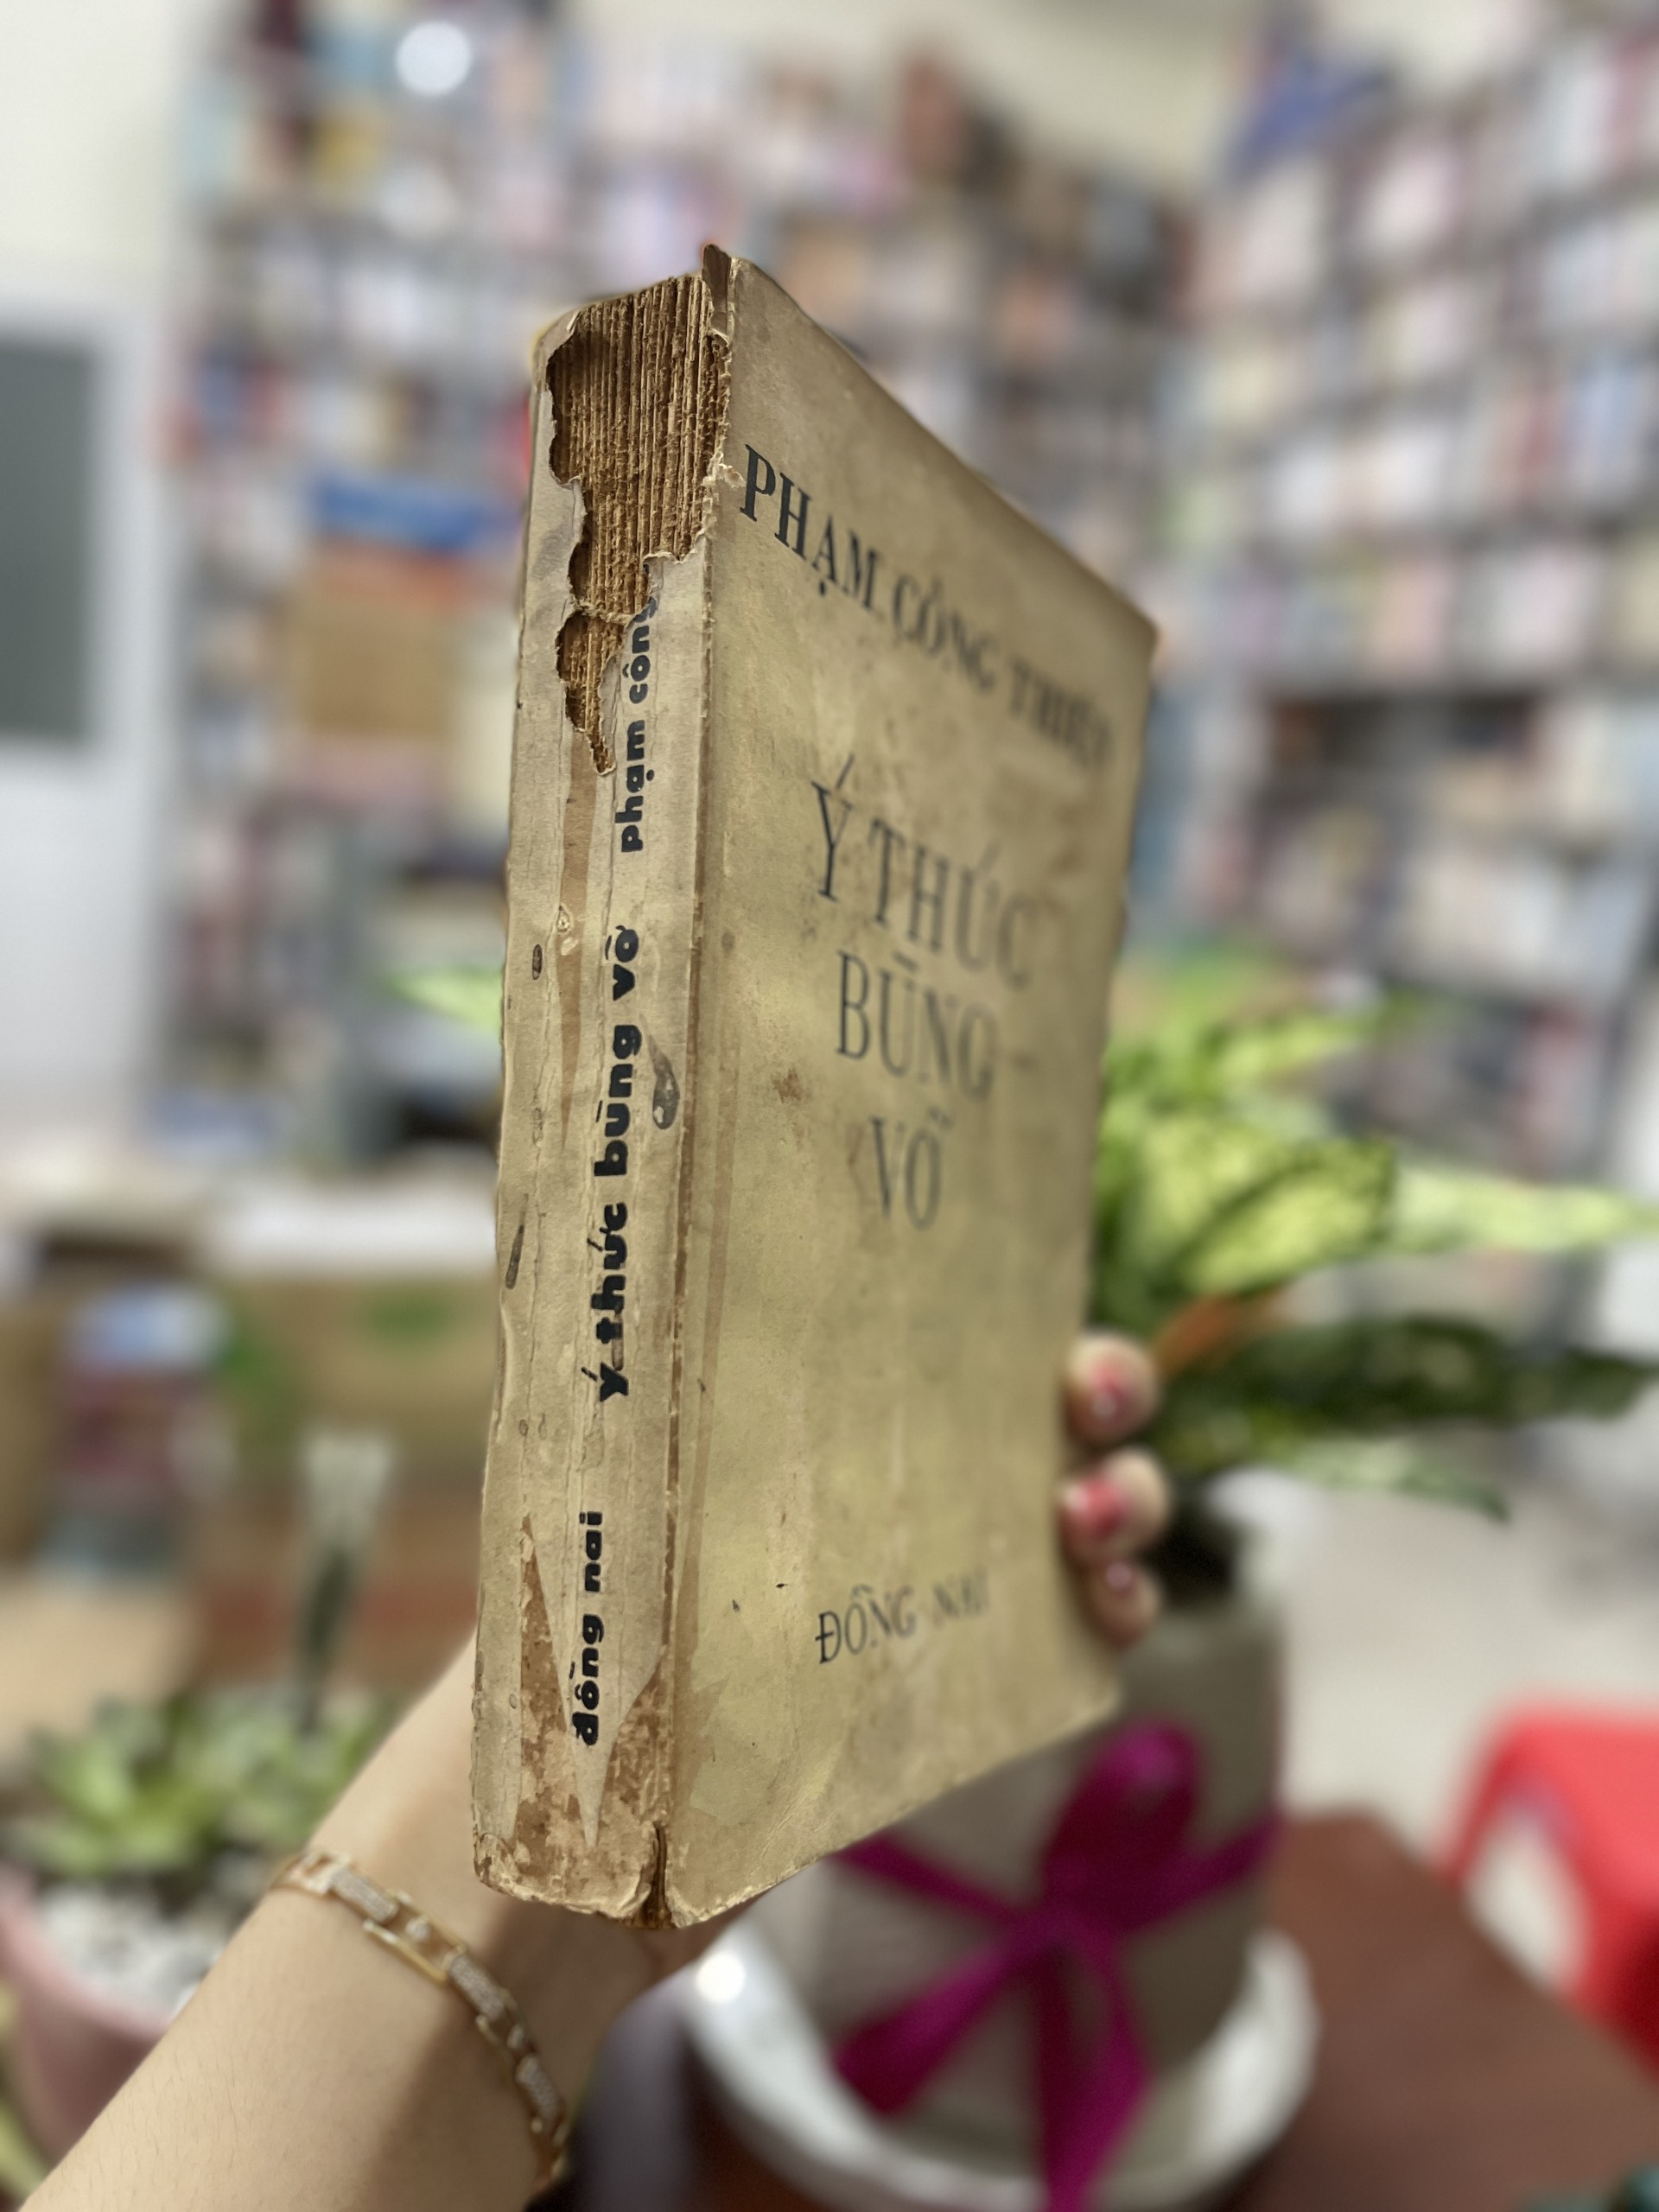 PHẠM CÔNG THIỆN
Ý THỨC
BÙNG
VỠ
ĐỒNG NAI
đồng nai ý thức bùng vỡ phạm công